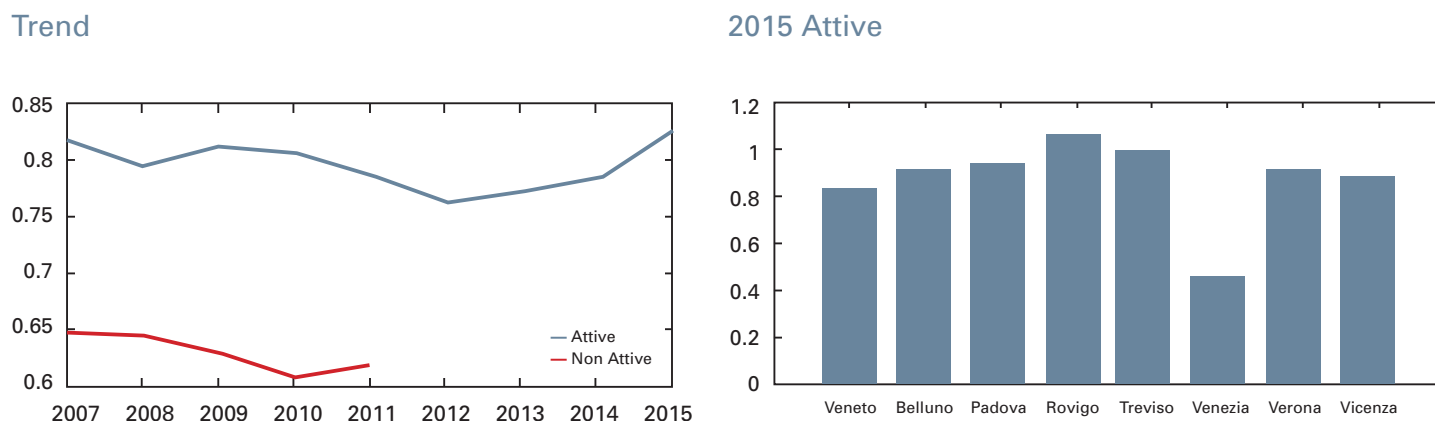 Trend
0.85
0.8
0.75
0.7
0.65
0.6
Attive
Non Attive
2007 2008 2009 2010 2011 2012 2013 2014 2015
2015 Attive
1.2
1
0.8
0.6
0.4
0.2
0
Veneto Belluno Padova Rovigo Treviso Venezia Verona Vicenza